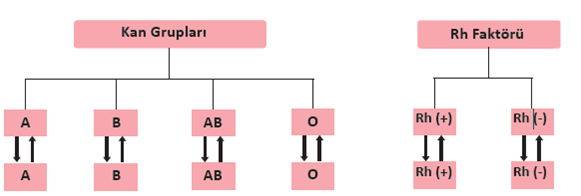 Kan Grupları
A B AB O
A B AB O
Rh Faktörü
Rh (+) Rh (-)
Rh (+) Rh (-)